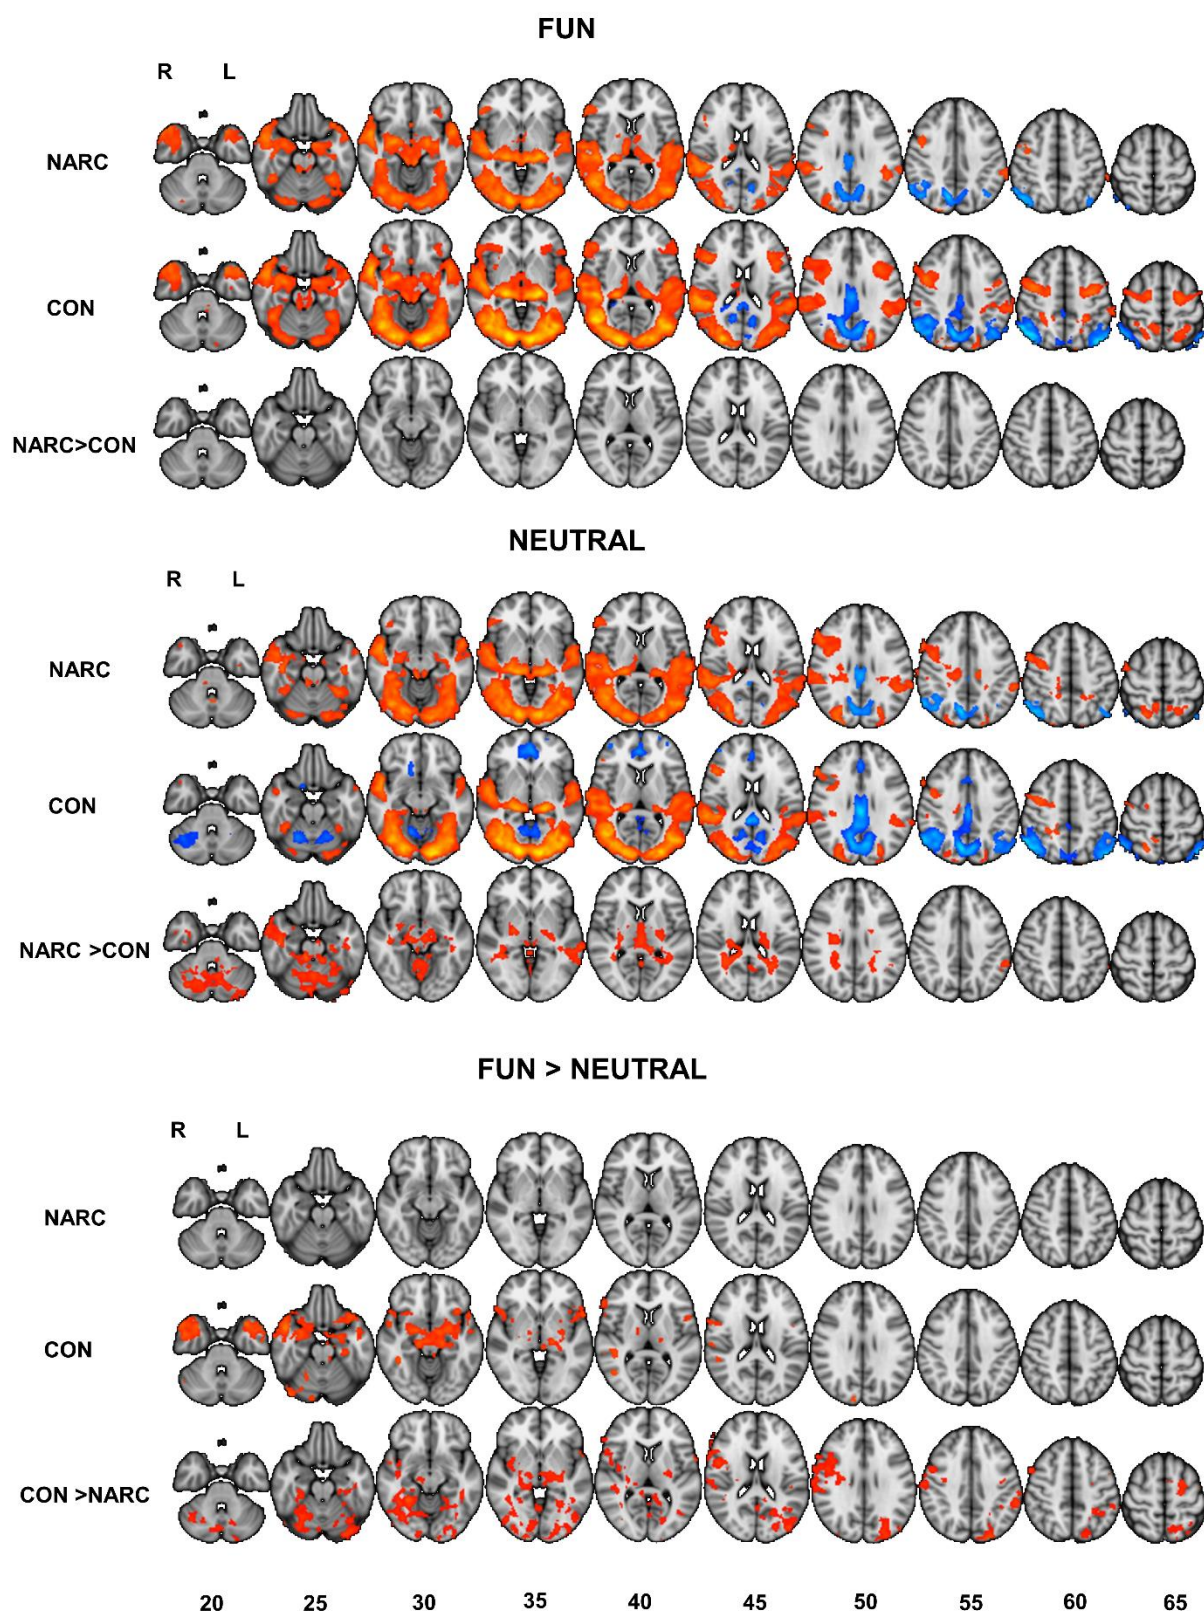 FUN
R L
NARC
CON
NARC>CON
NEUTRAL
R L
NARC
CON
NARC >CON
FUN > NEUTRAL
R L
NARC
CON
CON >NARC
20 25 30 35 40 45 50 55 60 65